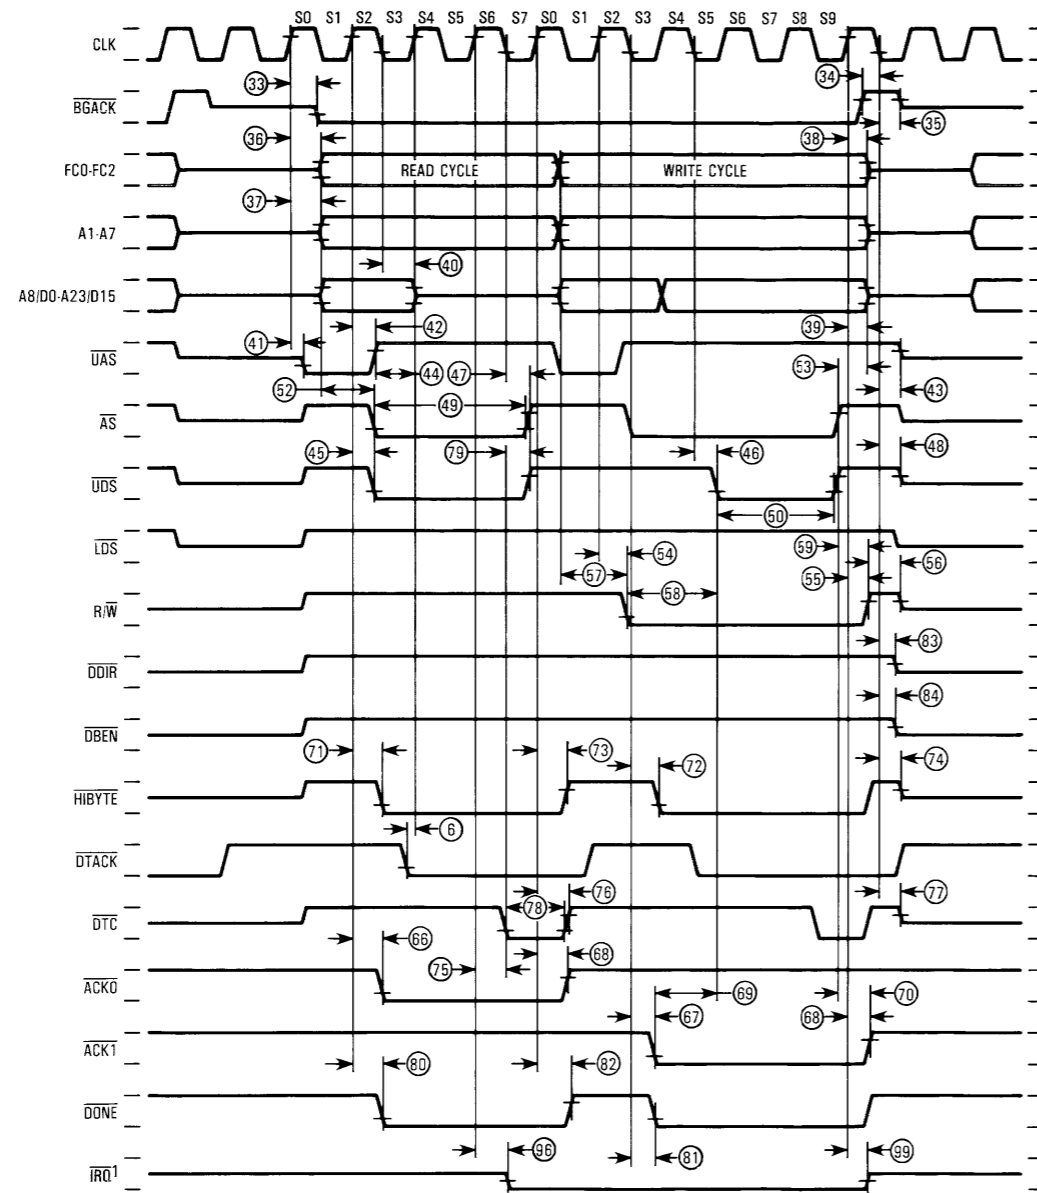 S0 S1 S2 S3 S4 S5 S6 S7 S0 S1 S2 S3 S4 S5 S6 S7 S8 S9
CLK
33 34
BGACK
35
36 38
FC0-FC2 READ CYCLE WRITE CYCLE
37
A1-A7
40
A8/D0-A23/D15
42 39
41
UAS
44 47 53
52 43
49
AS
45 79 46 48
UDS
50
LDS
54 59
57 55 56
58
R/W
83
DDIR
84
DBEN
71 73 72 74
HIBYTE
6
DTACK
76 77
78
DTC
66 68
75
ACK0
69 70
67 68
ACK1
80 82
DONE
96 81 99
IRQ1